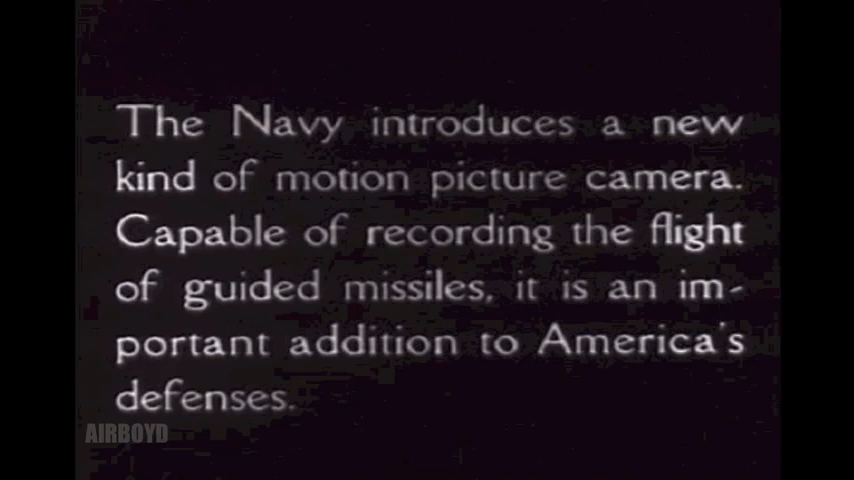 The Navy introduces a new
kind of motion picture camera.
Capable of recording the flight
of guided missiles, it is an im-
portant addition to America's
defenses.
AIRBOYD